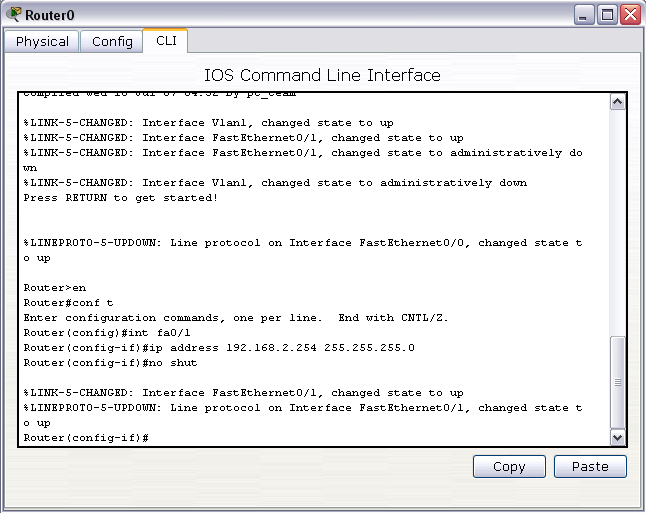 Router0
Physical Config CLI
IOS Command Line Interface
Compiled Wed 18 Jul 07 04:52 by pt_team
%LINK-5-CHANGED: Interface Vlan1, changed state to up
%LINK-5-CHANGED: Interface FastEthernet0/1, changed state to up
%LINK-5-CHANGED: Interface FastEthernet0/1, changed state to administratively do
wn
%LINK-5-CHANGED: Interface Vlan1, changed state to administratively down
Press RETURN to get started!
%LINEPROTO-5-UPDOWN: Line protocol on Interface FastEthernet0/0, changed state t
o up
Router>en
Router#conf t
Enter configuration commands, one per line.  End with CNTL/Z.
Router(config)#int fa0/1
Router(config-if)#ip address 192.168.2.254 255.255.255.0
Router(config-if)#no shut
%LINK-5-CHANGED: Interface FastEthernet0/1, changed state to up
%LINEPROTO-5-UPDOWN: Line protocol on Interface FastEthernet0/1, changed state t
o up
Router(config-if)#
Copy Paste